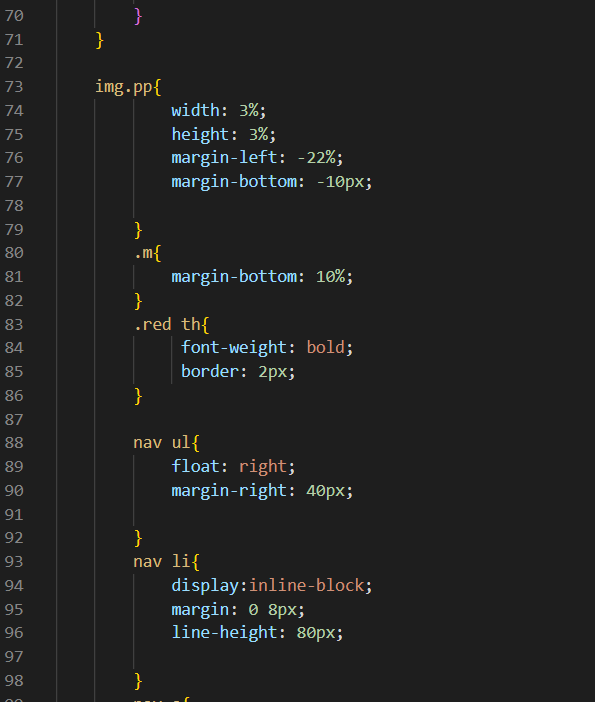 70 }
71 }
72
73 img.pp{
74 width: 3%;
75 height: 3%;
76 margin-left: -22%;
77 margin-bottom: -10px;
78
79 }
80 .m{
81 margin-bottom: 10%;
82 }
83 .red th{
84 font-weight: bold;
85 border: 2px;
86 }
87
88 nav ul{
89 float: right;
90 margin-right: 40px;
91
92 }
93 nav li{
94 display:inline-block;
95 margin: 0 8px;
96 line-height: 80px;
97
98 }